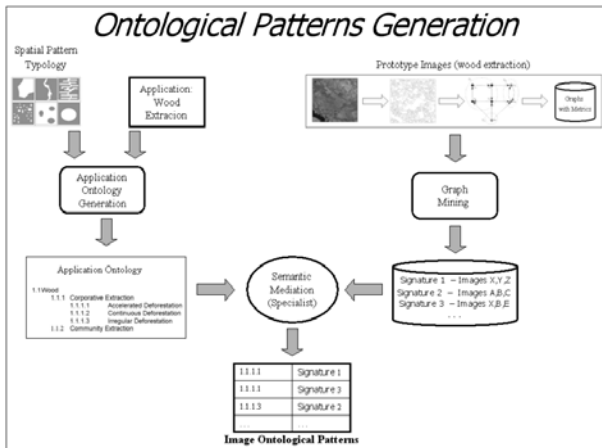 Ontological Patterns Generation
Spatial Pattern
Typology
Application:
Wood
Extracion
Prototype Images (wood extraction)
Graphs
with Metrics
Application
Ontology
Generation
Graph
Mining
Application Ontology
1.1Wood
1.1.1 Corporative Extraction
1.1.1.1 Accelerated Deforestation
1.1.1.2 Continuous Deforestation
1.1.1.3 Irregular Deforestation
1.1.2 Community Extraction
Semantic
Mediation
(Specialist)
Signature 1 – Images X,Y,Z
Signature 2 – Images A,B,C
Signature 3 – Images X,B,E
. . .
1.1.1.1 Signature 1
1.1.1.1 Signature 3
1.1.1.3 Signature 2
... ...
Image Ontological Patterns